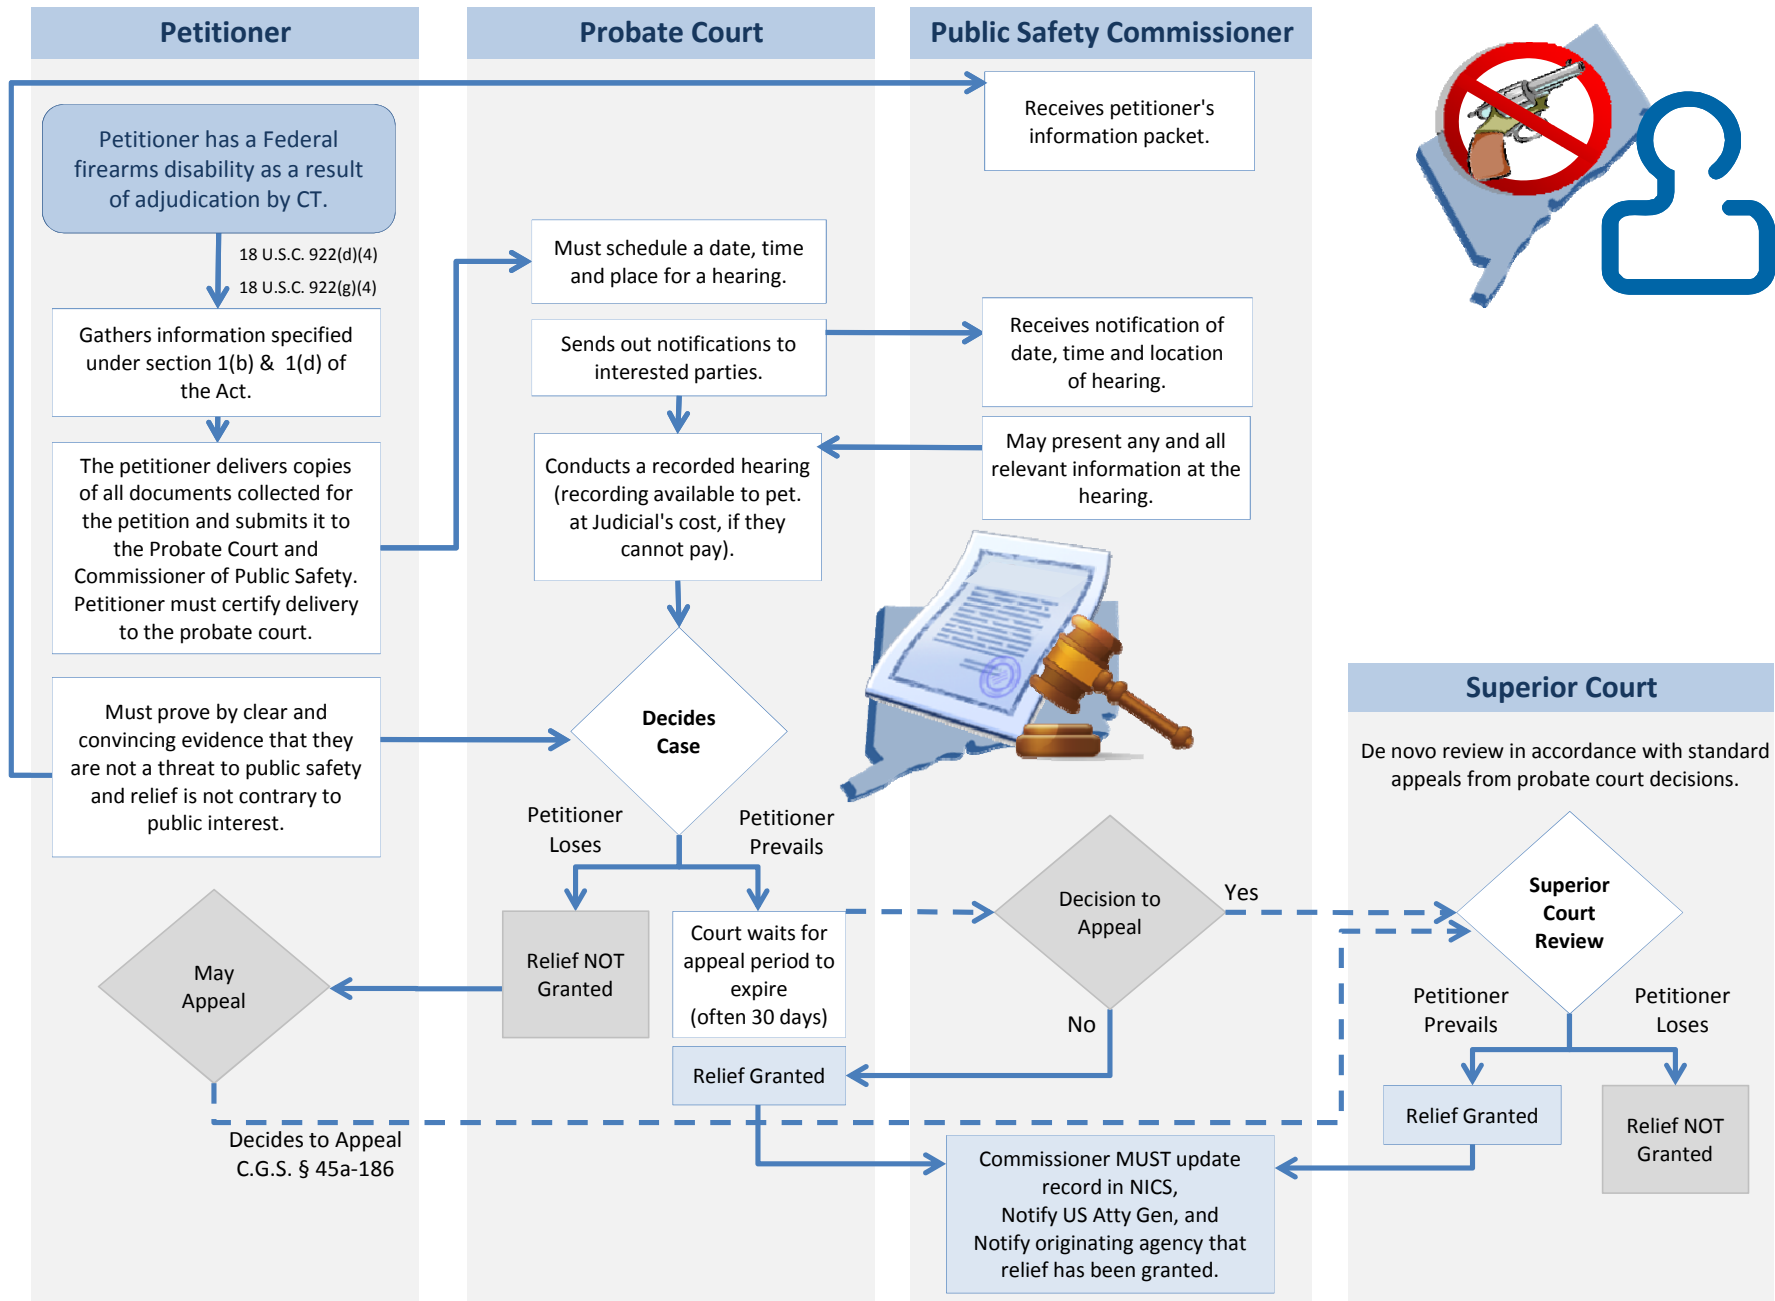 Petitioner
Petitioner has a Federal
firearms disability as a result
of adjudication by CT.
18 U.S.C. 922(d)(4)
18 U.S.C. 922(g)(4)
Gathers information specified
under section 1(b) & 1(d) of
the Act.
The petitioner delivers copies
of all documents collected for
the petition and submits it to
the Probate Court and
Commissioner of Public Safety.
Petitioner must certify delivery
to the probate court.
Must prove by clear and
convincing evidence that they
are not a threat to public safety
and relief is not contrary to
public interest.
May
Appeal
Decides to Appeal
C.G.S. § 45a-186
Probate Court
Must schedule a date, time
and place for a hearing.
Sends out notifications to
interested parties.
Conducts a recorded hearing
(recording available to pet.
at Judicial's cost, if they
cannot pay).
Decides
Case
Petitioner
Loses
Petitioner
Prevails
Relief NOT
Granted
Court waits for
appeal period to
expire
(often 30 days)
Relief Granted
Public Safety Commissioner
Receives petitioner's
information packet.
Receives notification of
date, time and location
of hearing.
May present any and all
relevant information at the
hearing.
Decision to
Appeal
Yes
No
Commissioner MUST update
record in NICS,
Notify US Atty Gen, and
Notify originating agency that
relief has been granted.
Superior Court
De novo review in accordance with standard
appeals from probate court decisions.
Superior
Court
Review
Petitioner
Prevails
Petitioner
Loses
Relief Granted
Relief NOT
Granted